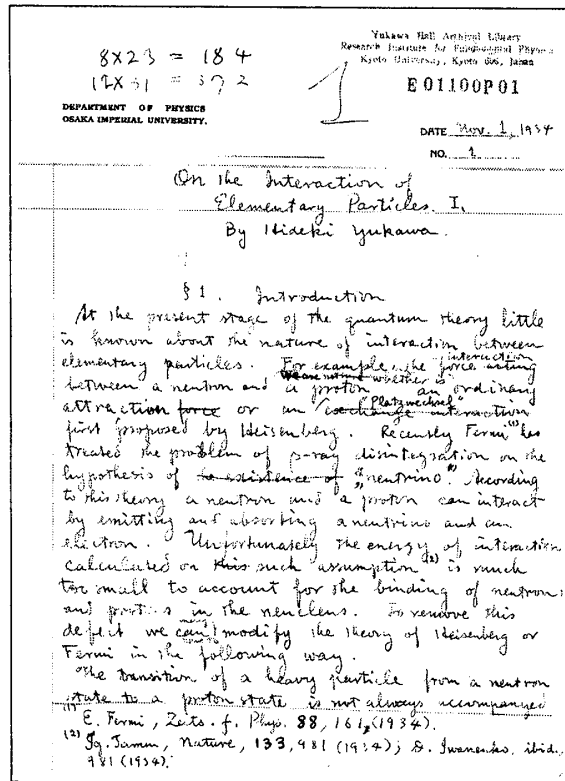 8×23 = 184
12×31 = 372
1
Yukawa Hall Archival Library
Research Institute for Fundamental Physics
Kyoto University, Kyoto 606, Japan
E01100P01
DEPARTMENT OF PHYSICS
OSAKA IMPERIAL UNIVERSITY.
DATE Nov. 1, 1934
NO. 1
On the Interaction of
Elementary Particles. I.
By Hideki Yukawa.
§ 1. Introduction
At the present stage of the quantum theory little
is known about the nature of interaction between
elementary particles. For example, the force acting
interaction
between a neutron and a proton an ordinary
whether is
attraction force or an exchange interaction
"Platzwechsel"
first proposed by Heisenberg. Recently Fermi (1) has
treated the problem of β-ray disintegration on the
hypothesis of the existence of "neutrino". According
to this theory a neutron and a proton can interact
by emitting and absorbing a neutrino and an
electron. Unfortunately the energy of interaction
calculated on this such assumption (2) is much
too small to account for the binding of neutrons
and in the neucleus. To remove this
defect we can modify the theory of Heisenberg or
Fermi in the following way.
The transition of a heavy particle from a neutron
state to a proton state is not always accompanied
(1) E. Fermi, Zeits. f. Phys. 88, 161, (1934).
(2) Ig. Tamm, Nature, 133, 981 (1934); D. Iwanenko, ibid.,
981 (1934).